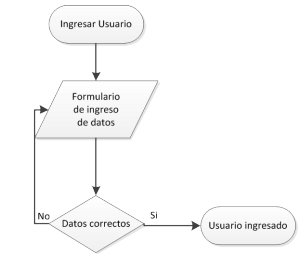 Ingresar Usuario
Formulario
de ingreso
de datos
No
Datos correctos
Si
Usuario ingresado